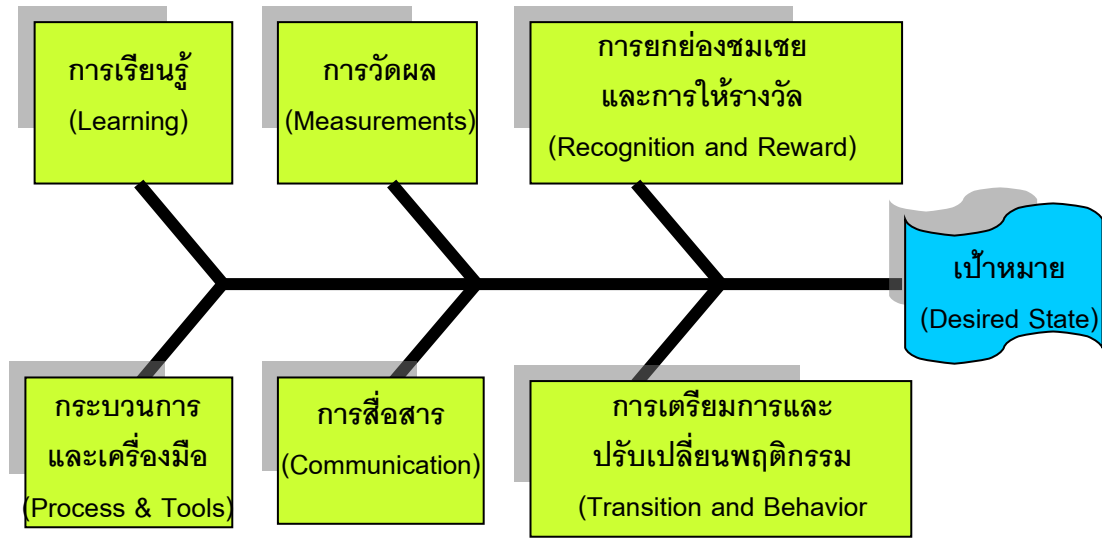 การเรียนรู้
(Learning)
การวัดผล
(Measurements)
การยกย่องชมเชย
และการให้รางวัล
(Recognition and Reward)
เป้าหมาย
(Desired State)
กระบวนการ
และเครื่องมือ
(Process & Tools)
การสื่อสาร
(Communication)
การเตรียมการและ
ปรับเปลี่ยนพฤติกรรม
(Transition and Behavior